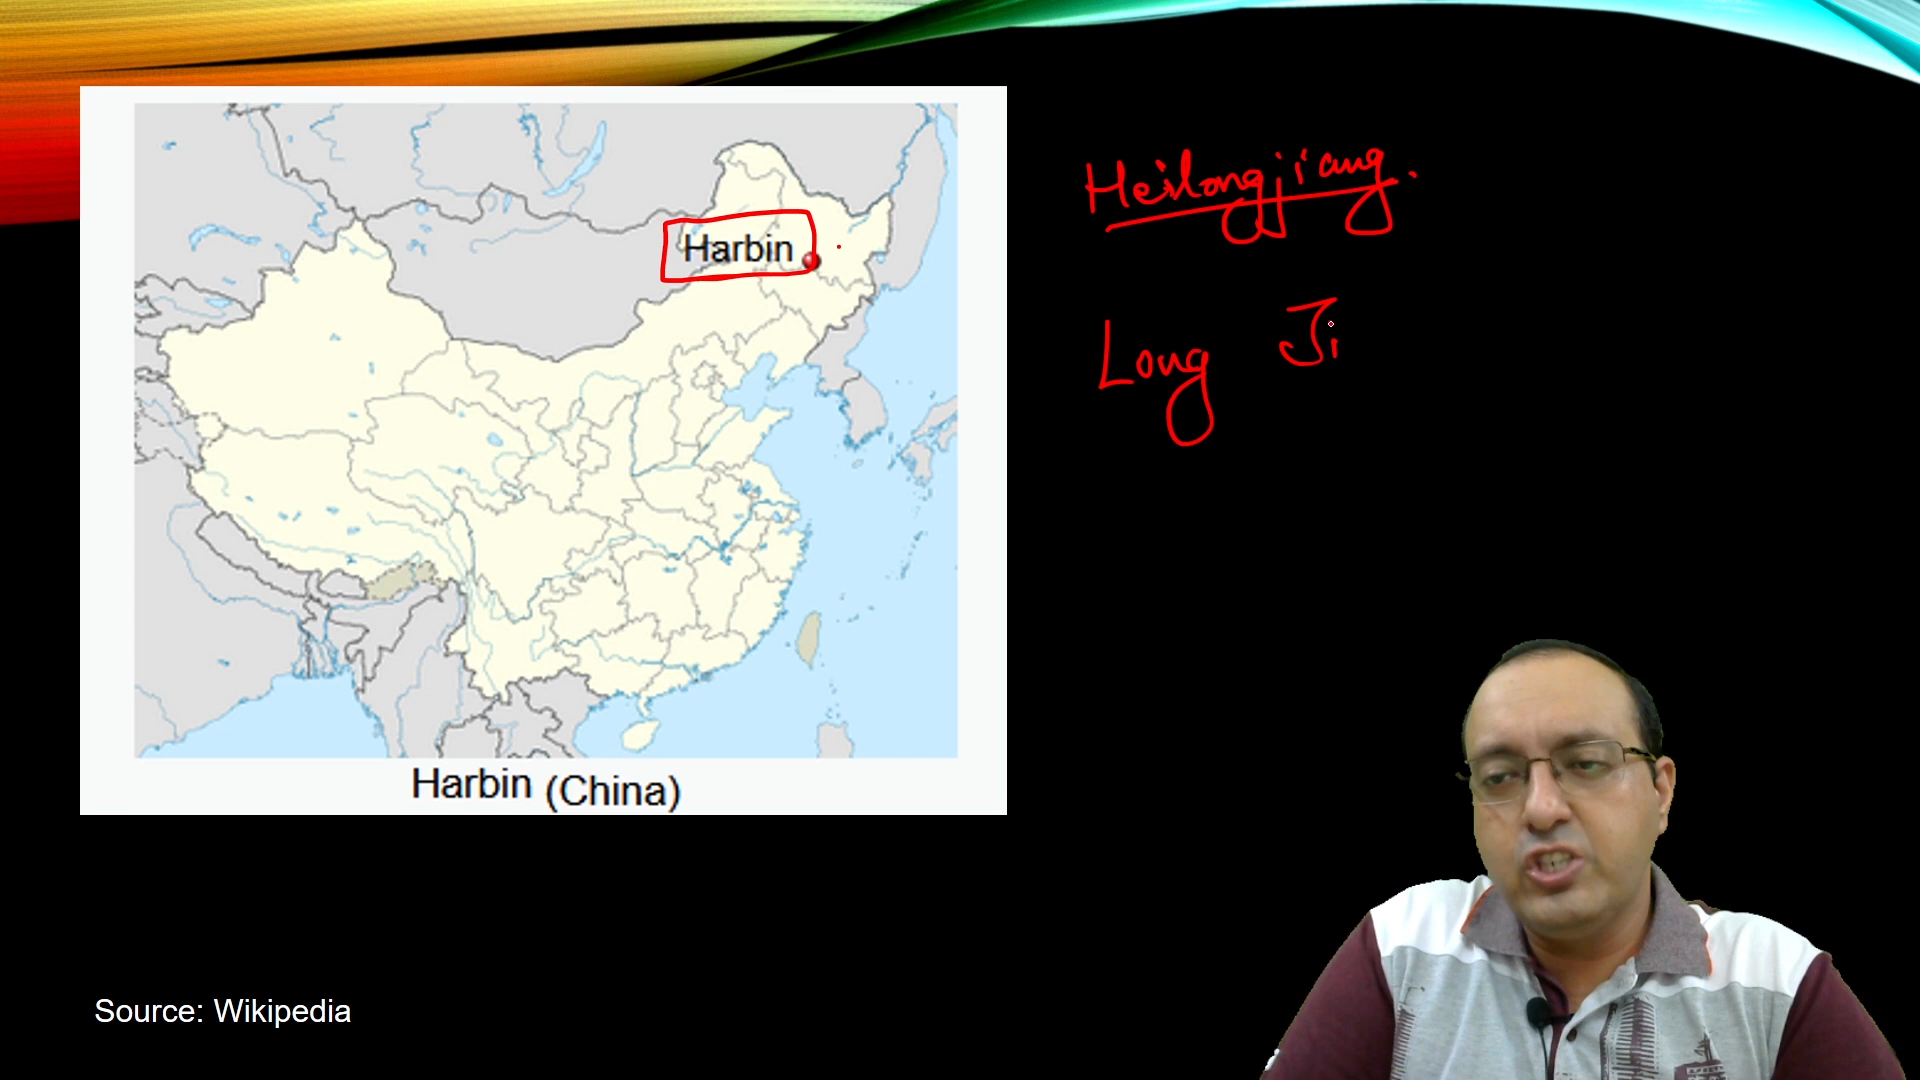 Heilongjiang.
Harbin
Long Ji
Harbin (China)
Source: Wikipedia